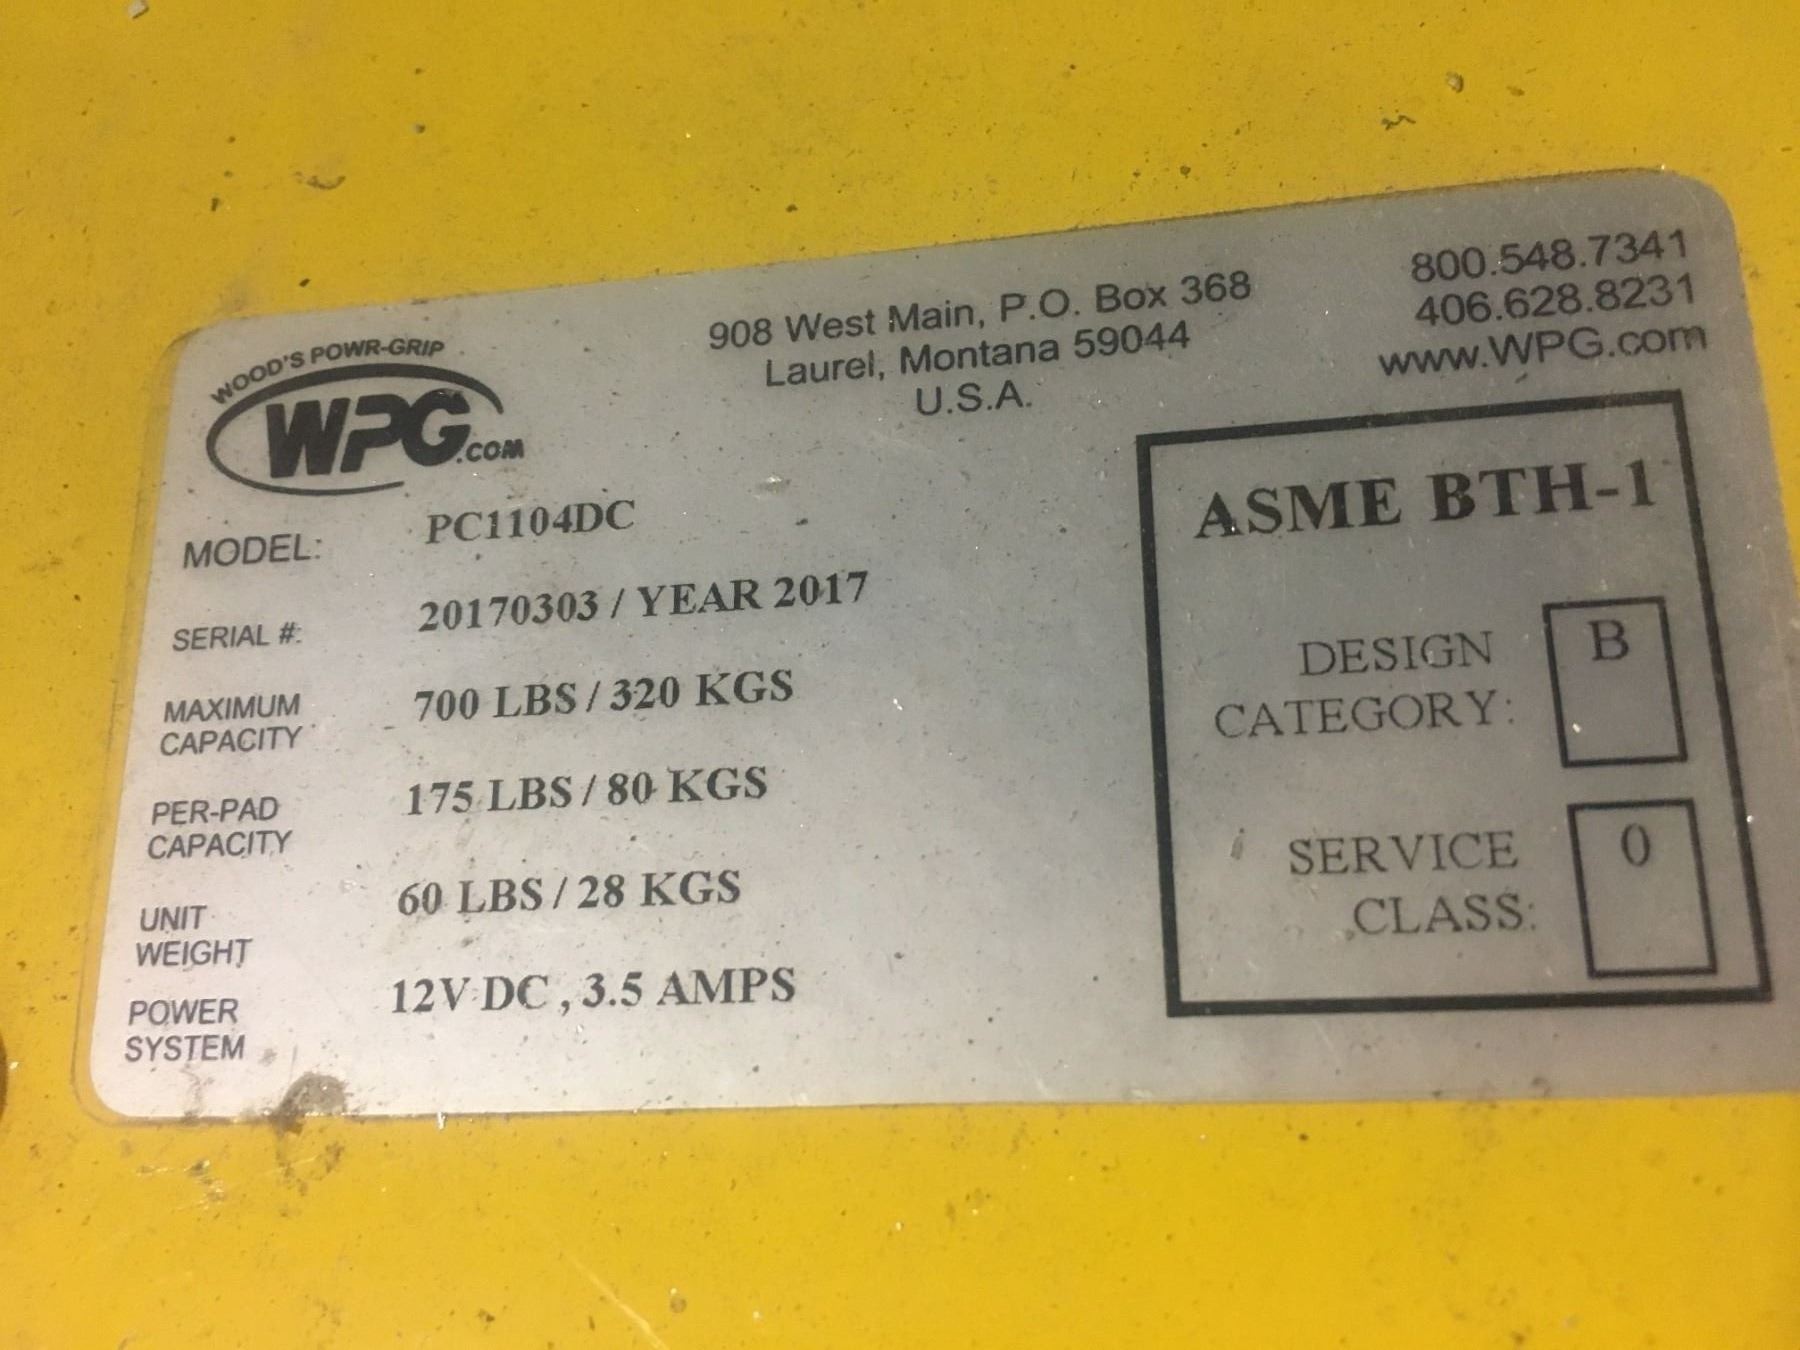 WOOD'S POWR-GRIP
WPG.COM
908 West Main, P.O. Box 368
Laurel, Montana 59044
U.S.A.
800.548.7341
406.628.8231
www.WPG.com
MODEL: PC1104DC
SERIAL #: 20170303 / YEAR 2017
MAXIMUM
CAPACITY 700 LBS / 320 KGS
PER-PAD
CAPACITY 175 LBS / 80 KGS
UNIT
WEIGHT 60 LBS / 28 KGS
POWER
SYSTEM 12V DC , 3.5 AMPS
ASME BTH-1
DESIGN
CATEGORY: B
SERVICE
CLASS: 0